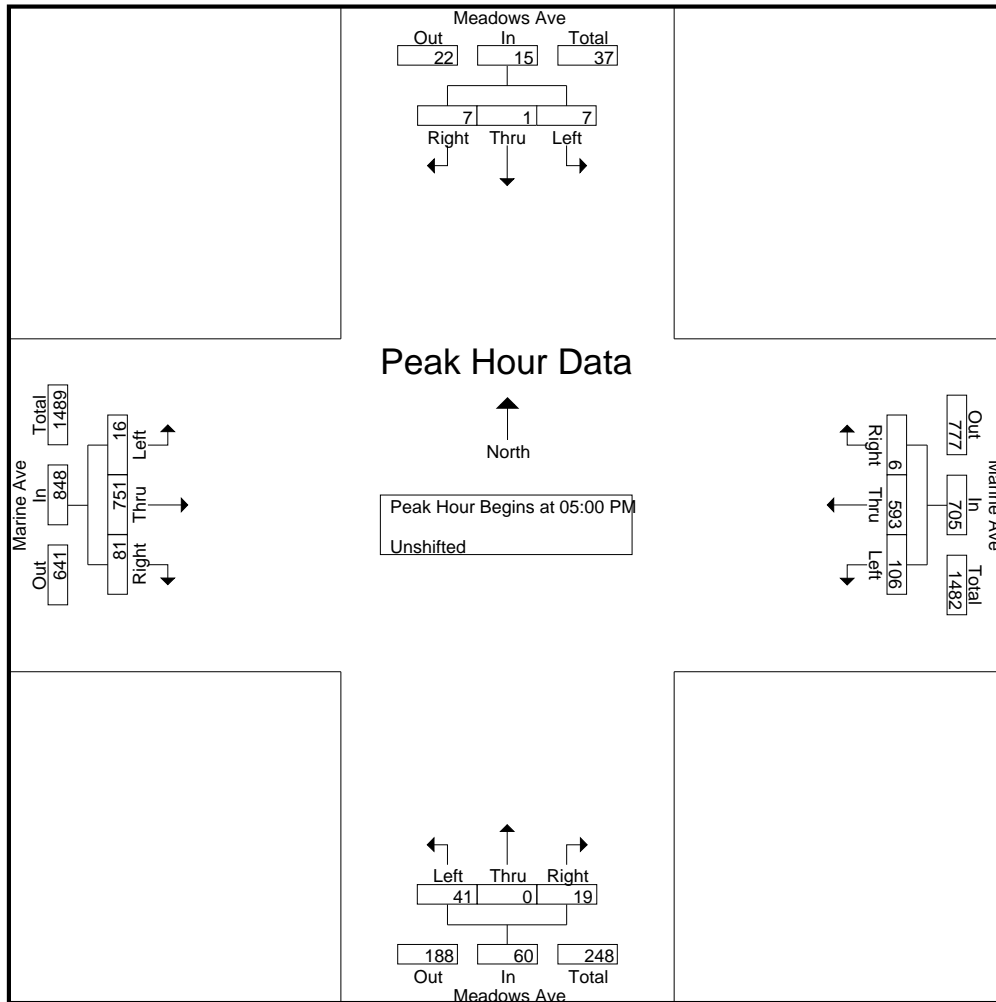 Meadows Ave
Out In Total
22 15 37
7 1 7
Right Thru Left
Peak Hour Data
North
Peak Hour Begins at 05:00 PM
Unshifted
Marine Ave
Total In Out
1489 848 641
16 751 81
Left Thru Right
Right Thru Left
6 593 106
Out In Total
777 705 1482
Marine Ave
Left Thru Right
41 0 19
188 60 248
Out In Total
Meadows Ave